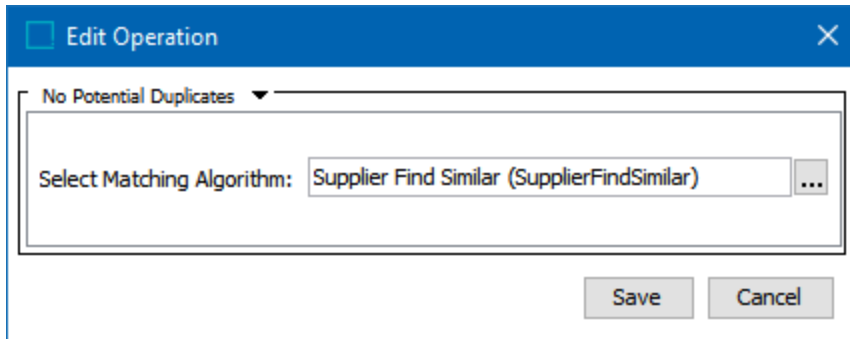 Edit Operation
No Potential Duplicates
Select Matching Algorithm: Supplier Find Similar (SupplierFindSimilar) ...
Save Cancel